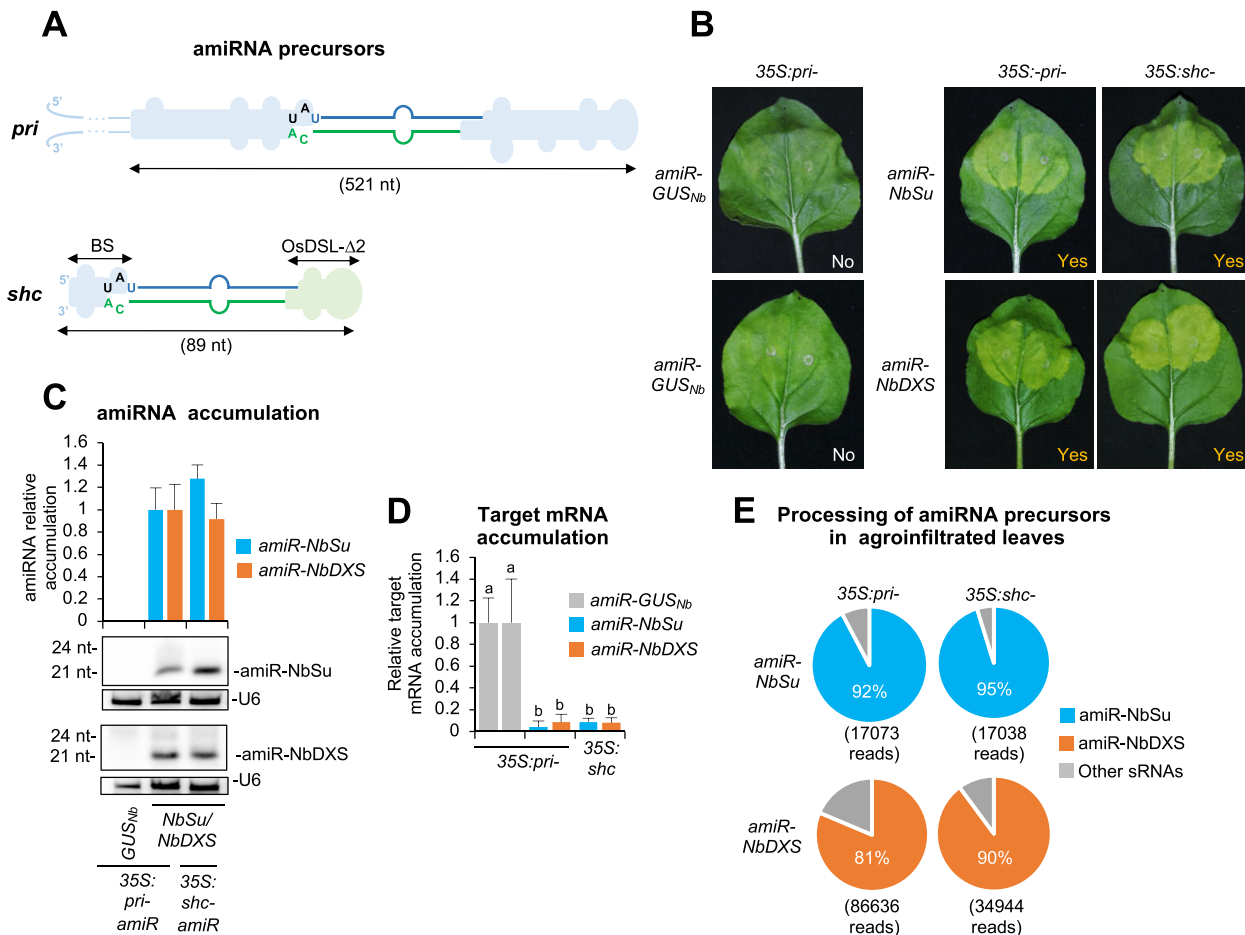 A
amiRNA precursors
5'
pri
A
U U
A C
3'
(521 nt)
BS
OsDSL-Δ2
5'
shc
A
U U
A C
3'
(89 nt)
B
35S:pri-
35S:-pri-
35S:shc-
amiR-
GUSNb
No
amiR-
NbSu
Yes
Yes
amiR-
GUSNb
No
amiR-
NbDXS
Yes
Yes
C
amiRNA accumulation
amiRNA relative
accumulation
1.6
1.4
1.2
1
0.8
0.6
0.4
0.2
0
amiR-NbSu
amiR-NbDXS
24 nt-
21 nt-
-amiR-NbSu
-U6
24 nt-
21 nt-
-amiR-NbDXS
-U6
GUSNb
NbSu/
NbDXS
35S:
pri-
amiR
35S:
shc-
amiR
D
Target mRNA
accumulation
Relative target
mRNA accumulation
1.6
1.4
1.2
1
0.8
0.6
0.4
0.2
0
a
a
b
b
b
b
amiR-GUSNb
amiR-NbSu
amiR-NbDXS
35S:pri-
35S:
shc
E
Processing of amiRNA precursors
in agroinfiltrated leaves
35S:pri-
35S:shc-
amiR-
NbSu
92%
95%
(17073
reads)
(17038
reads)
amiR-NbSu
amiR-NbDXS
Other sRNAs
amiR-
NbDXS
81%
90%
(86636
reads)
(34944
reads)